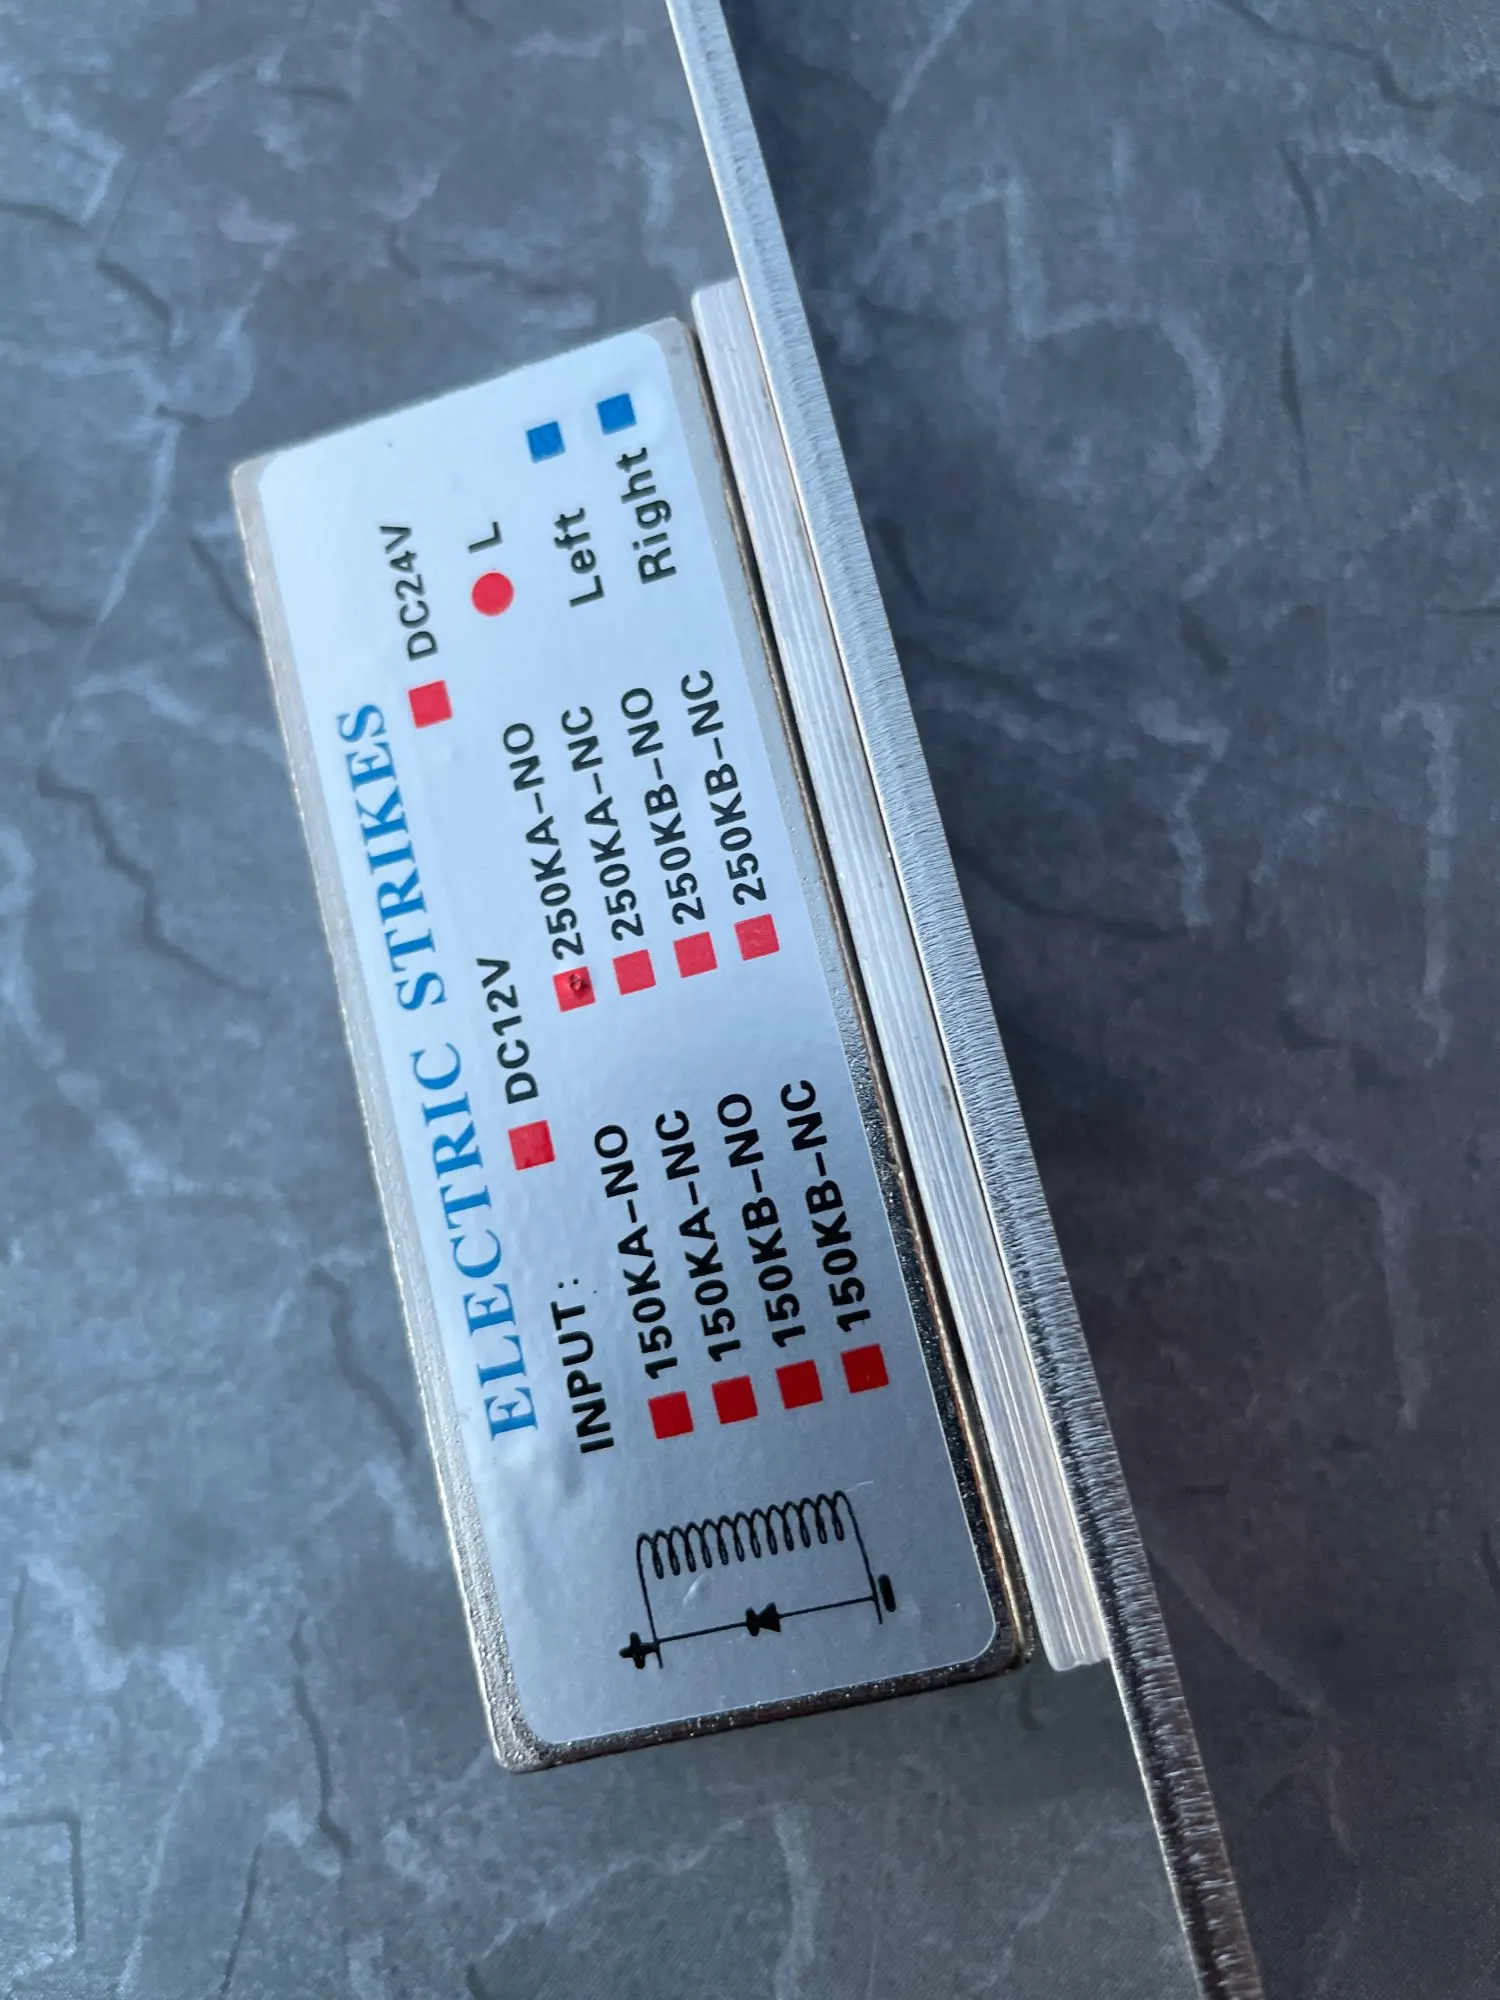 ELECTRIC STRIKES
INPUT: DC12V DC24V
150KA-NO 250KA-NO L
150KA-NC 250KA-NC Left
150KB-NO 250KB-NO Right
150KB-NC 250KB-NC
+ -